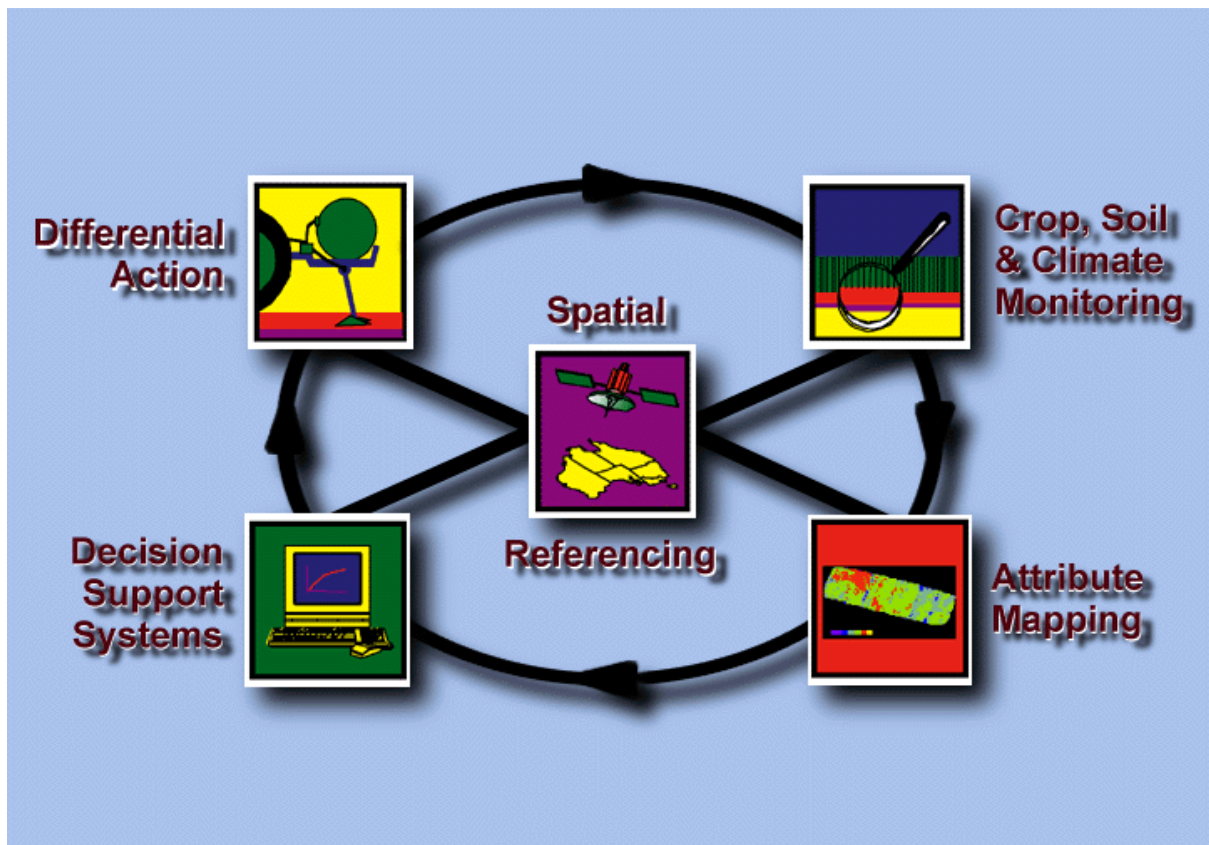 Differential
Action
Crop, Soil
& Climate
Monitoring
Spatial
Referencing
Decision
Support
Systems
Attribute
Mapping